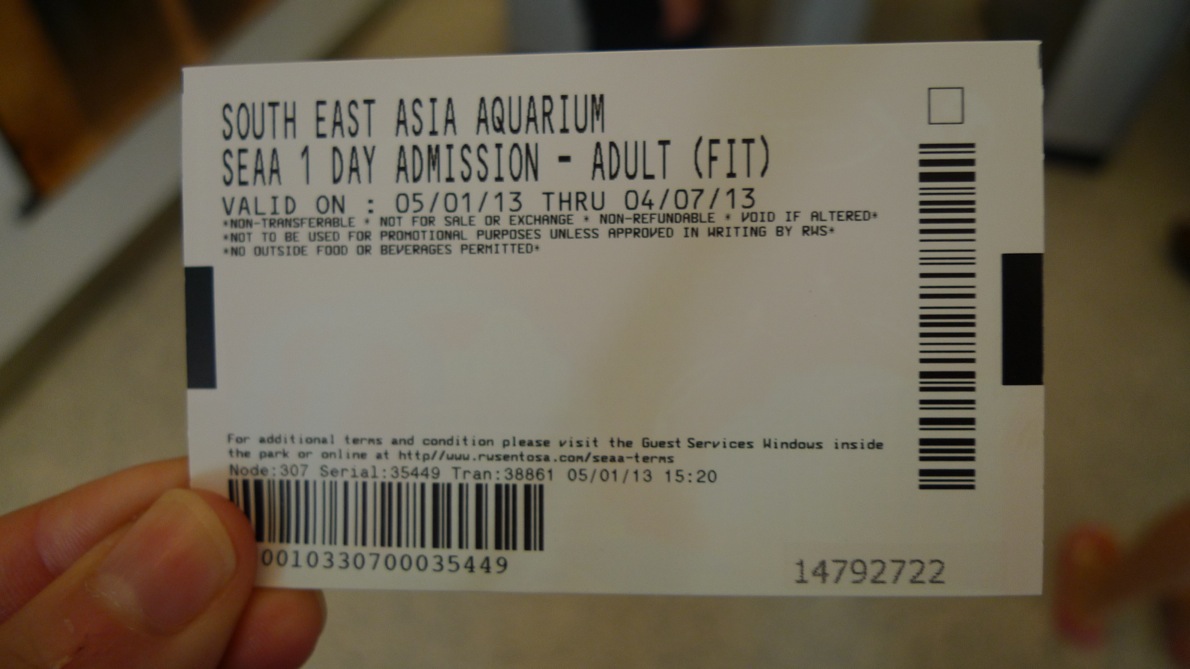 SOUTH EAST ASIA AQUARIUM
SEAA 1 DAY ADMISSION - ADULT (FIT)
VALID ON : 05/01/13 THRU 04/07/13
*NON-TRANSFERABLE * NOT FOR SALE OR EXCHANGE * NON-REFUNDABLE * VOID IF ALTERED*
*NOT TO BE USED FOR PROMOTIONAL PURPOSES UNLESS APPROVED IN WRITING BY RWS*
*NO OUTSIDE FOOD OR BEVERAGES PERMITTED*
For additional terms and condition please visit the Guest Services Windows inside
the park or online at http//www.rwsentosa.com/seaa-terms
Node:307 Serial:35449 Tran:38861 05/01/13 15:20
0010330700035449
14792722